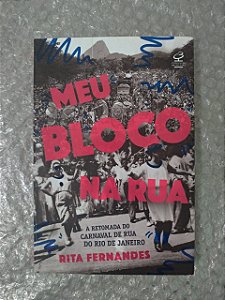 MEU
BLOCO
NA RUA
A RETOMADA DO
CARNAVAL DE RUA
DO RIO DE JANEIRO
RITA FERNANDES